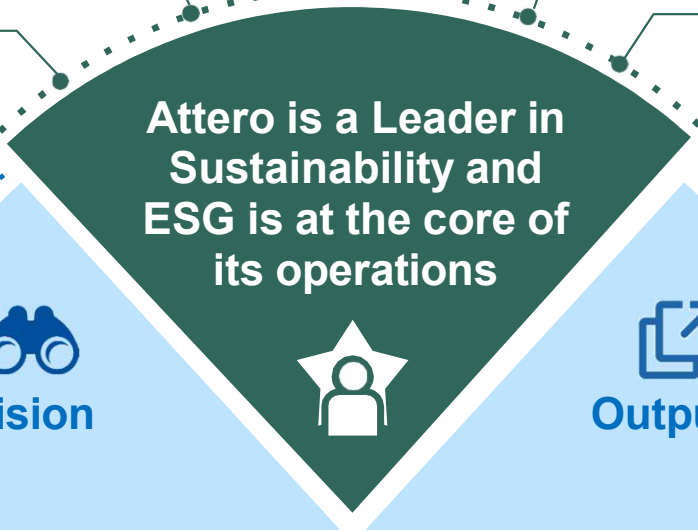 Attero is a Leader in
Sustainability and
ESG is at the core of
its operations
ision
Outpu